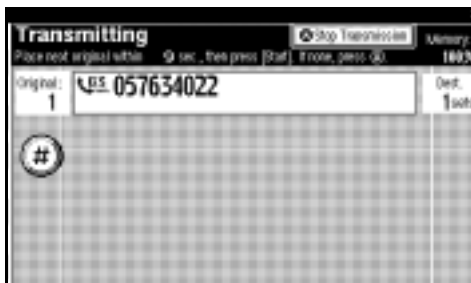 Transmitting
Stop Transmission
Memory:
Place next original within 9 sec., then press [Start]. If none, press
100%
Original:
1
D.S. 057634022
Dest.
1
#